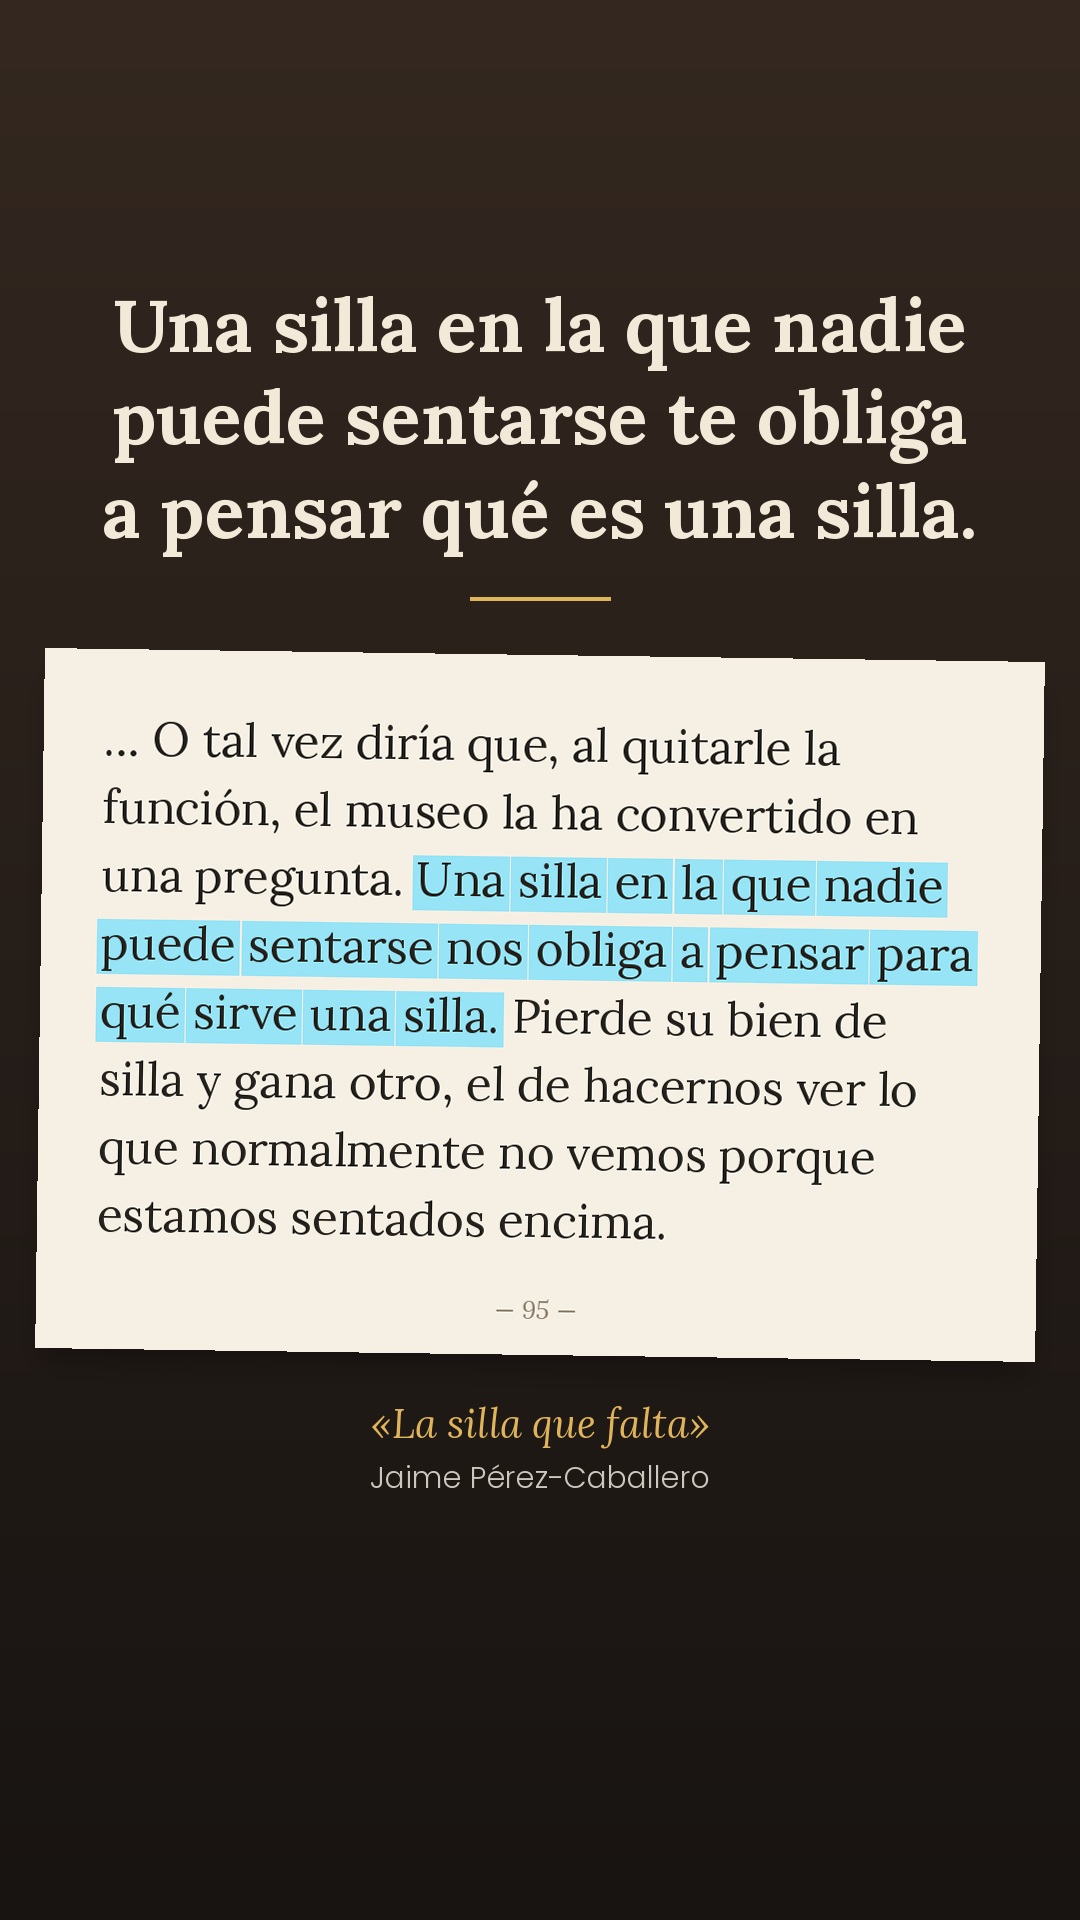 Una silla en la que nadie
puede sentarse te obliga
a pensar qué es una silla.
... O tal vez diría que, al quitarle la
función, el museo la ha convertido en
una pregunta. Una silla en la que nadie
puede sentarse nos obliga a pensar para
qué sirve una silla. Pierde su bien de
silla y gana otro, el de hacernos ver lo
que normalmente no vemos porque
estamos sentados encima.
— 95 —
«La silla que falta»
Jaime Pérez-Caballero